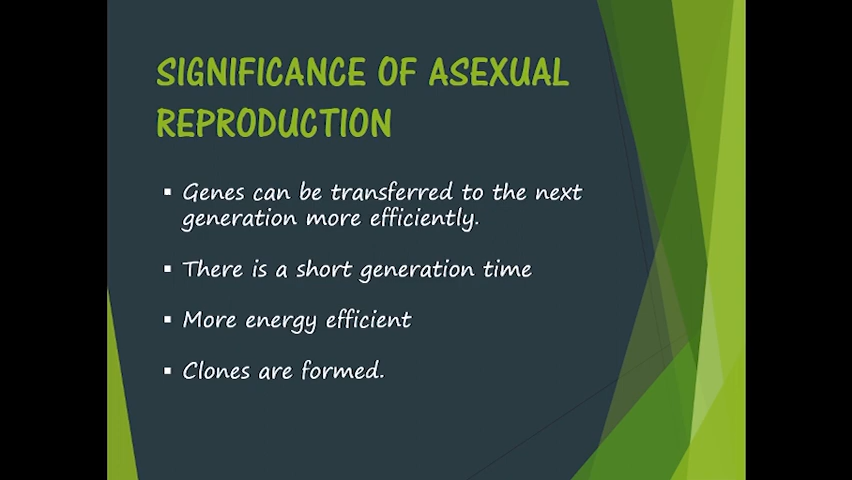 SIGNIFICANCE OF ASEXUAL
REPRODUCTION
▪ Genes can be transferred to the next
generation more efficiently.
▪ There is a short generation time
▪ More energy efficient
▪ Clones are formed.